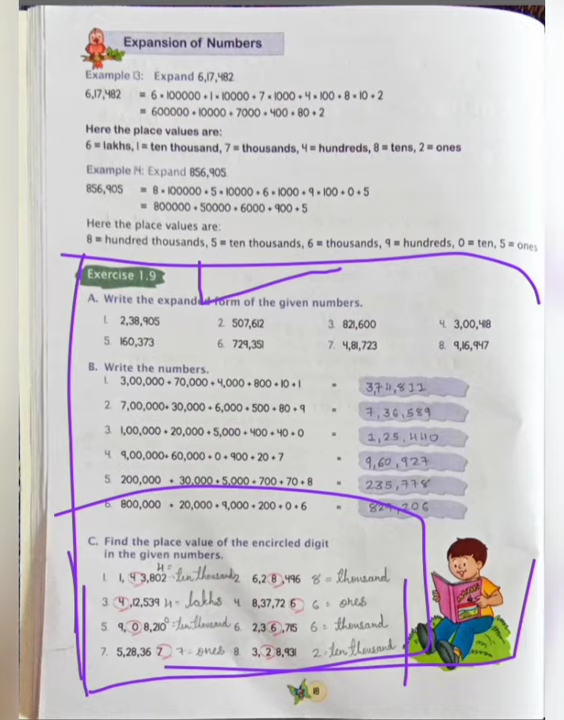 Expansion of Numbers
Example 13: Expand 6,17,482
6,17,482 = 6 × 100000 + 1 × 10000 + 7 × 1000 + 4 × 100 + 8 × 10 + 2
= 600000 + 10000 + 7000 + 400 + 80 + 2
Here the place values are:
6 = lakhs, 1 = ten thousand, 7 = thousands, 4 = hundreds, 8 = tens, 2 = ones
Example 14: Expand 856,905
856,905 = 8 × 100000 + 5 × 10000 + 6 × 1000 + 9 × 100 + 0 + 5
= 800000 + 50000 + 6000 + 900 + 5
Here the place values are:
8 = hundred thousands, 5 = ten thousands, 6 = thousands, 9 = hundreds, 0 = ten, 5 = ones
Exercise 1.9
A. Write the expanded form of the given numbers.
1. 2,38,905 2. 507,612 3. 821,600 4. 3,00,418
5. 160,373 6. 729,351 7. 4,81,723 8. 9,16,947
B. Write the numbers.
1. 3,00,000 + 70,000 + 4,000 + 800 + 10 + 1 = 3,74,811
2. 7,00,000 + 30,000 + 6,000 + 500 + 80 + 9 = 7,36,589
3. 1,00,000 + 20,000 + 5,000 + 400 + 40 + 0 = 1,25,440
4. 9,00,000 + 60,000 + 0 + 900 + 20 + 7 = 9,60,927
5. 200,000 + 30,000 + 5,000 + 700 + 70 + 8 = 235,778
6. 800,000 + 20,000 + 9,000 + 200 + 0 + 6 = 829,206
C. Find the place value of the encircled digit
in the given numbers.
1. 1,43,802 4 = ten thousand 2. 6,28,496 8 = thousand
3. 4,12,539 4 = lakhs 4. 8,37,726 6 = ones
5. 9,08,210 0 = ten thousand 6. 2,36,715 6 = thousand
7. 5,28,367 7 = ones 8. 3,28,931 2 = ten thousand
18